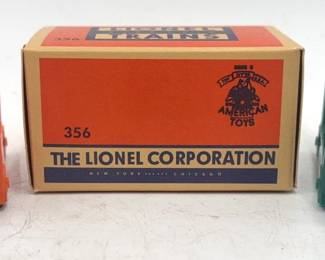 TRAINS
356
AMERICAN
TOYS
356
THE LIONEL CORPORATION
NEW YORK CHICAGO